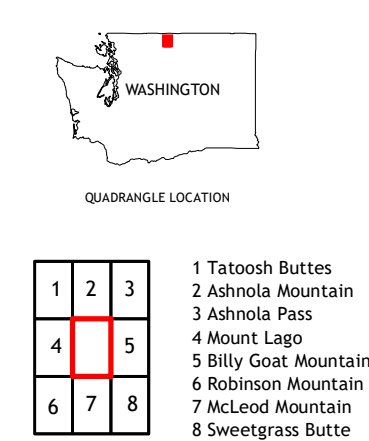 WASHINGTON
QUADRANGLE LOCATION
1 2 3
4 5
6 7 8
1 Tatoosh Buttes
2 Ashnola Mountain
3 Ashnola Pass
4 Mount Lago
5 Billy Goat Mountain
6 Robinson Mountain
7 McLeod Mountain
8 Sweetgrass Butte